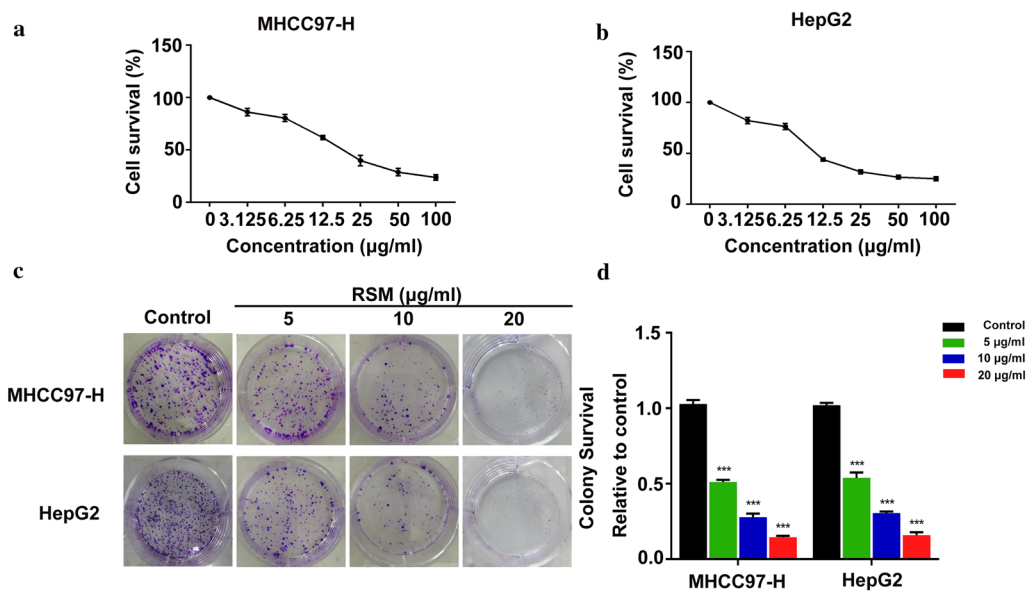 a
MHCC97-H
Cell survival (%)
150
100
50
0
0 3.125 6.25 12.5 25 50 100
Concentration (µg/ml)
b
HepG2
Cell survival (%)
150
100
50
0
0 3.125 6.25 12.5 25 50 100
Concentration (µg/ml)
c
RSM (µg/ml)
Control 5 10 20
MHCC97-H
HepG2
d
Colony Survival
Relative to control
1.5
1.0
0.5
0.0
*** *** ***
*** *** ***
MHCC97-H HepG2
Control
5 µg/ml
10 µg/ml
20 µg/ml